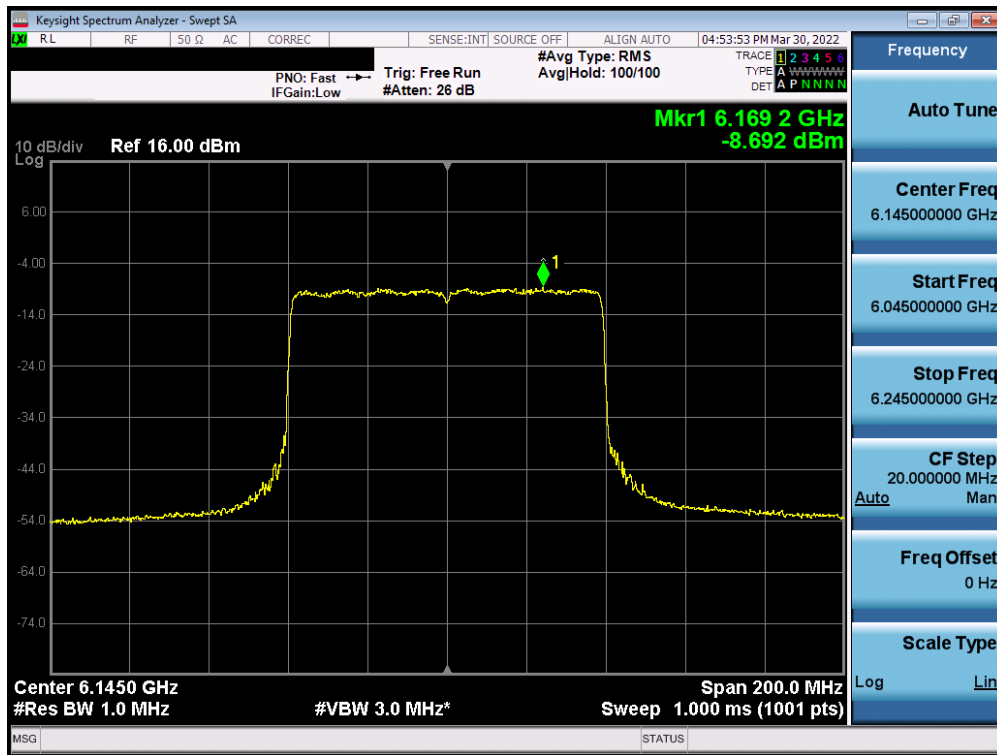 Keysight Spectrum Analyzer - Swept SA
LXI RL RF 50 Ω AC CORREC SENSE:INT SOURCE OFF ALIGN AUTO 04:53:53 PM Mar 30, 2022
PNO: Fast Trig: Free Run #Avg Type: RMS TRACE 1 2 3 4 5 6
IFGain:Low #Atten: 26 dB Avg|Hold: 100/100 TYPE A WWWWW
DET A P N N N N
Mkr1 6.169 2 GHz
-8.692 dBm
10 dB/div Ref 16.00 dBm
Log
6.00
-4.00
1
-14.0
-24.0
-34.0
-44.0
-54.0
-64.0
-74.0
Center 6.1450 GHz Span 200.0 MHz
#Res BW 1.0 MHz #VBW 3.0 MHz* Sweep 1.000 ms (1001 pts)
MSG STATUS
Frequency
Auto Tune
Center Freq
6.145000000 GHz
Start Freq
6.045000000 GHz
Stop Freq
6.245000000 GHz
CF Step
20.000000 MHz
Auto Man
Freq Offset
0 Hz
Scale Type
Log Lin